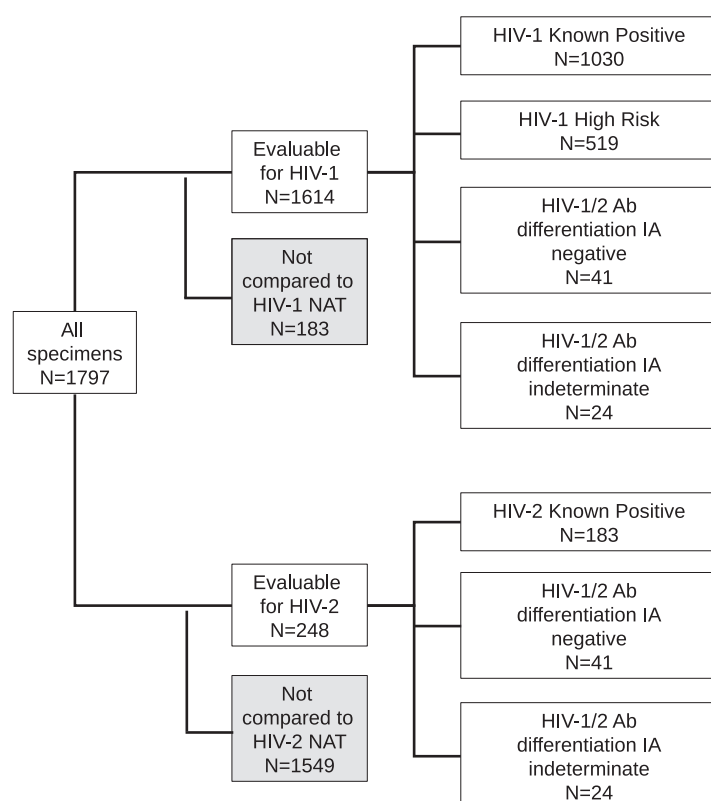 HIV-1 Known Positive
N=1030
HIV-1 High Risk
N=519
Evaluable
for HIV-1
N=1614
HIV-1/2 Ab
differentiation IA
negative
N=41
Not
compared to
HIV-1 NAT
N=183
All
specimens
N=1797
HIV-1/2 Ab
differentiation IA
indeterminate
N=24
HIV-2 Known Positive
N=183
Evaluable
for HIV-2
N=248
HIV-1/2 Ab
differentiation IA
negative
N=41
Not
compared to
HIV-2 NAT
N=1549
HIV-1/2 Ab
differentiation IA
indeterminate
N=24